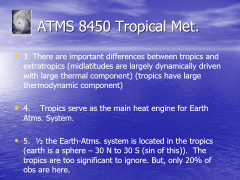 ATMS 8450 Tropical Met.
3. There are important differences between tropics and
extratropics (midlatitudes are largely dynamically driven
with large thermal component) (tropics have large
thermodynamic component)
4. Tropics serve as the main heat engine for Earth
Atms. System.
5. ½ the Earth-Atms. system is located in the tropics
(earth is a sphere – 30 N to 30 S (sin of this)). The
tropics are too significant to ignore. But, only 20% of
obs are here.